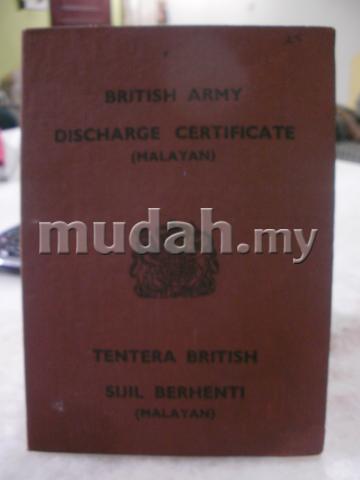 BRITISH ARMY
DISCHARGE CERTIFICATE
(MALAYAN)
mudah.my
TENTERA BRITISH
SIJIL BERHENTI
(MALAYAN)